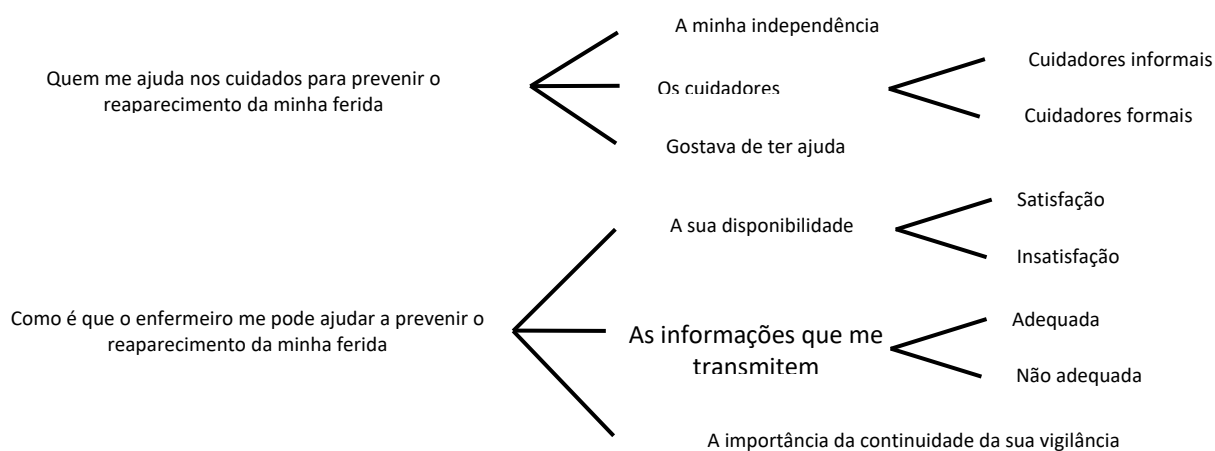 A minha independência
Quem me ajuda nos cuidados para prevenir o
reaparecimento da minha ferida
Os cuidadores
Cuidadores informais
Cuidadores formais
Gostava de ter ajuda
A sua disponibilidade
Satisfação
Insatisfação
Como é que o enfermeiro me pode ajudar a prevenir o
reaparecimento da minha ferida
As informações que me
transmitem
Adequada
Não adequada
A importância da continuidade da sua vigilância